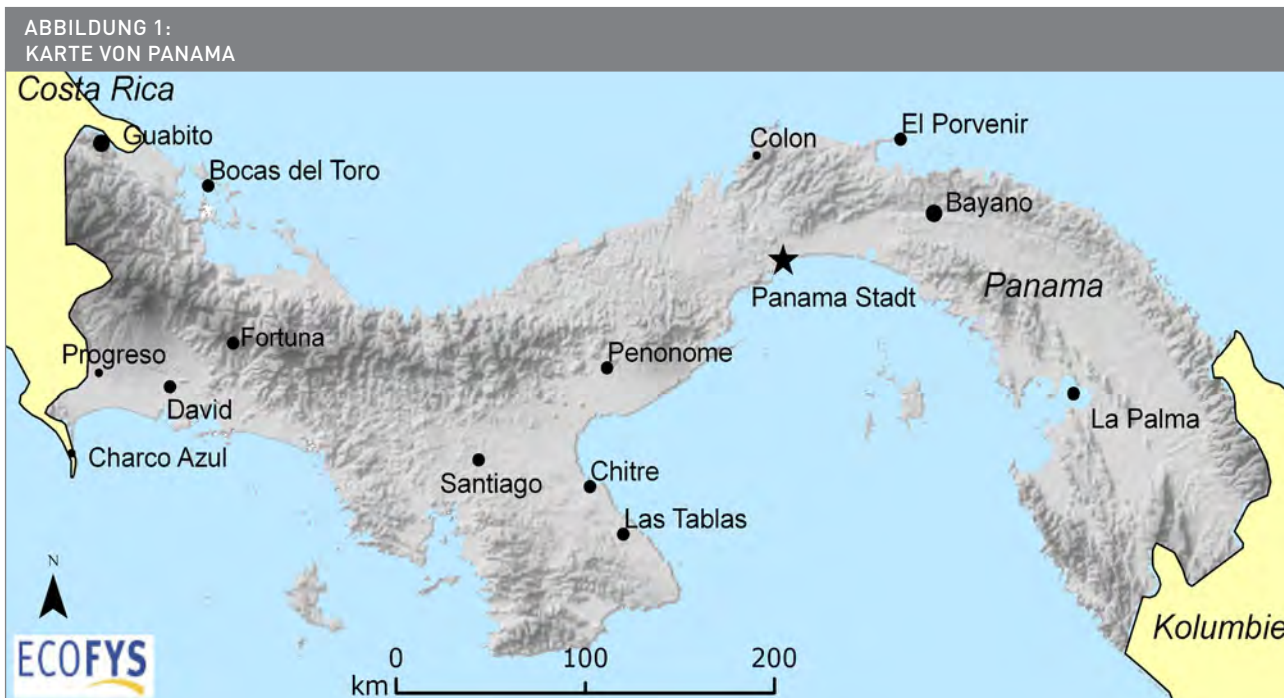 ABBILDUNG 1:
KARTE VON PANAMA
Costa Rica
Guabito
Bocas del Toro
Colon
El Porvenir
Bayano
Panama Stadt
Panama
Fortuna
Progreso
David
Penonome
Charco Azul
Santiago
Chitre
Las Tablas
La Palma
N
Kolumbie
ECOFYS
0 100 200
km